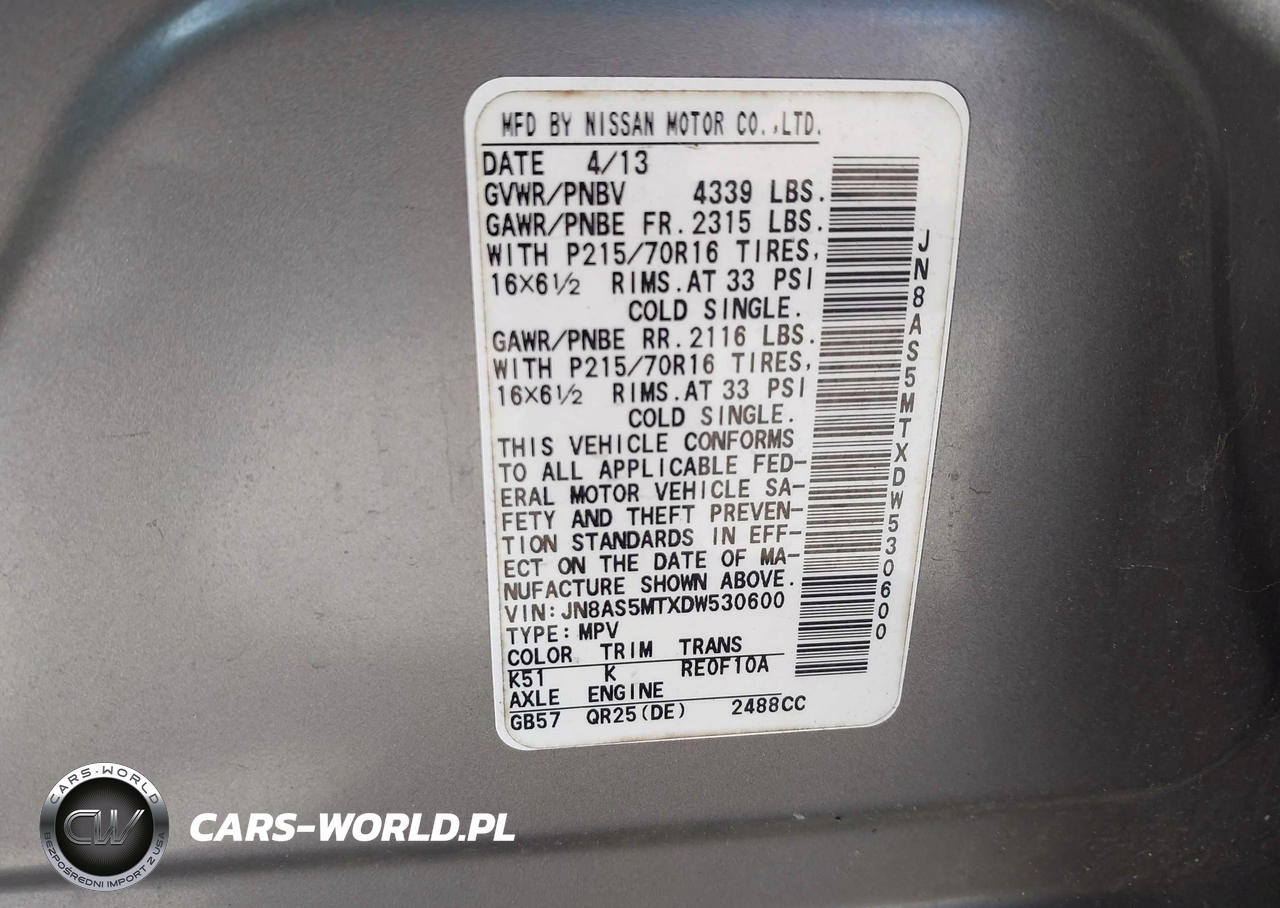 MFD BY NISSAN MOTOR CO.,LTD.
DATE 4/13
GVWR/PNBV 4339 LBS.
GAWR/PNBE FR. 2315 LBS.
WITH P215/70R16 TIRES,
16×6½ RIMS. AT 33 PSI
COLD SINGLE.
GAWR/PNBE RR. 2116 LBS.
WITH P215/70R16 TIRES,
16×6½ RIMS. AT 33 PSI
COLD SINGLE.
THIS VEHICLE CONFORMS
TO ALL APPLICABLE FED-
ERAL MOTOR VEHICLE SA-
FETY AND THEFT PREVEN-
TION STANDARDS IN EFF-
ECT ON THE DATE OF MA-
NUFACTURE SHOWN ABOVE.
VIN: JN8AS5MTXDW530600
TYPE: MPV
COLOR TRIM TRANS
K51 K RE0F10A
AXLE ENGINE
GB57 QR25(DE) 2488CC
JN8AS5MTXDW530600
CARS-WORLD
CW
BEZPOŚREDNI IMPORT Z USA
CARS-WORLD.PL